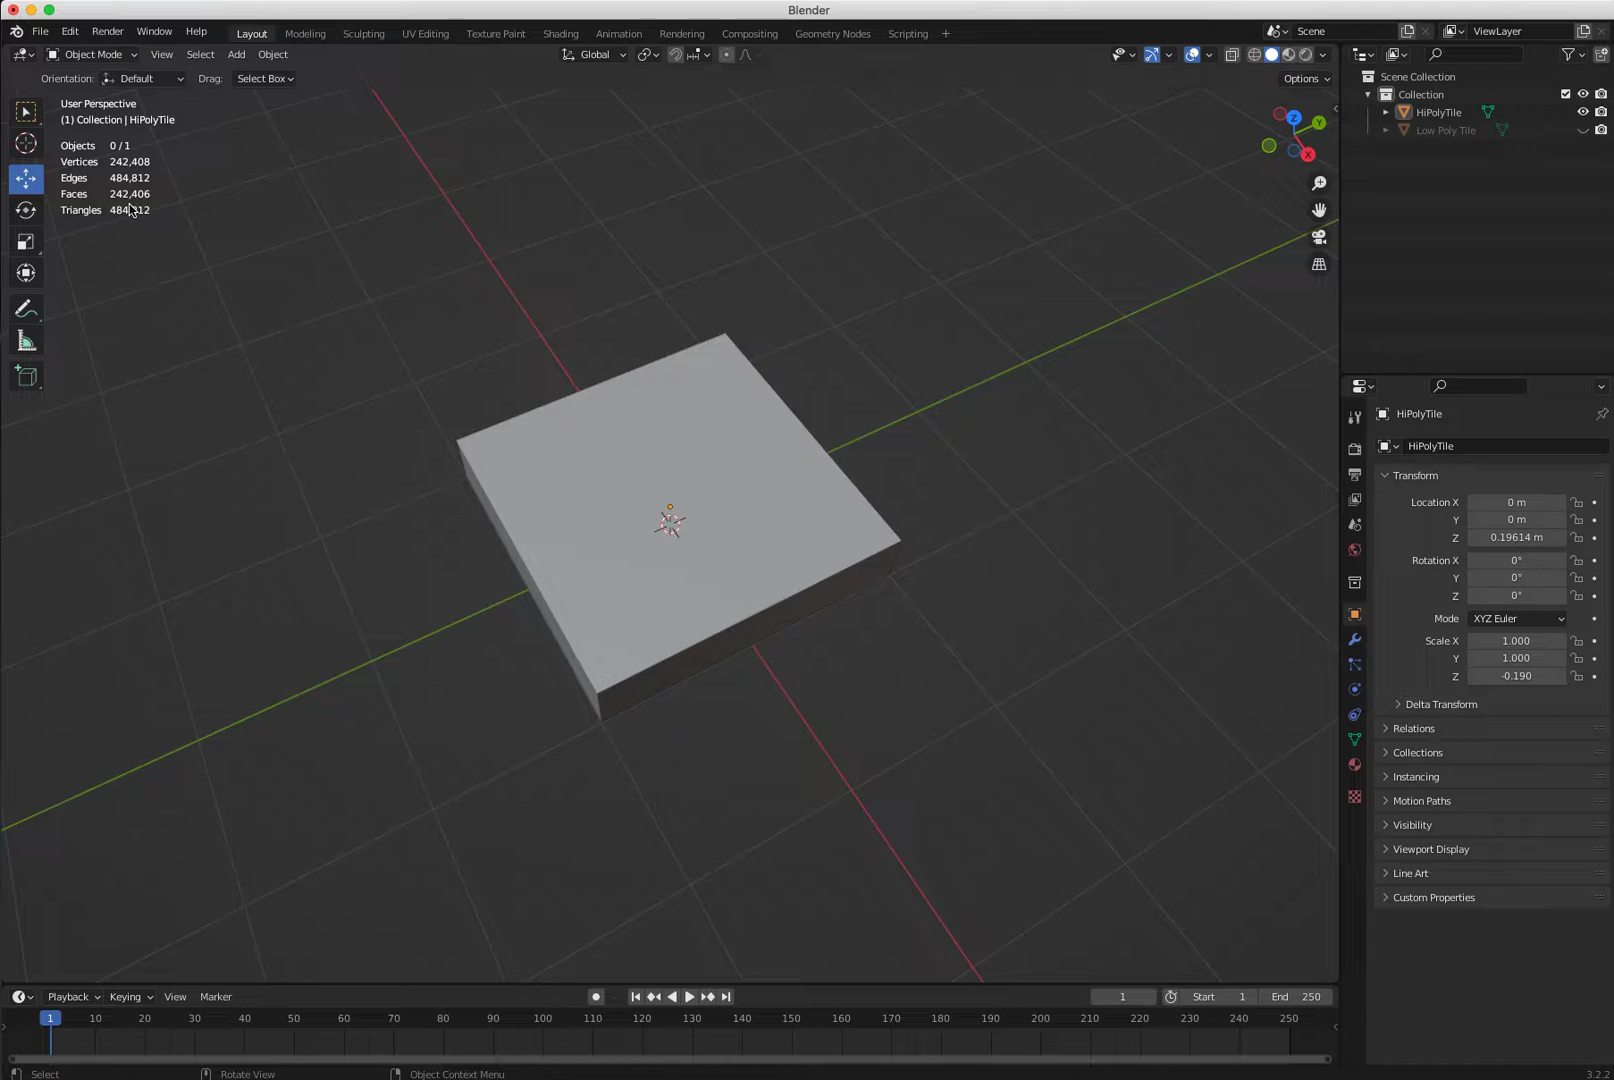 Blender
File Edit Render Window Help
Layout Modeling Sculpting UV Editing Texture Paint Shading Animation Rendering Compositing Geometry Nodes Scripting +
Scene
ViewLayer
Object Mode View Select Add Object
Global
Orientation: Default Drag: Select Box
Options
User Perspective
(1) Collection | HiPolyTile
Objects 0 / 1
Vertices 242,408
Edges 484,812
Faces 242,406
Triangles
Z
Y
X
Scene Collection
Collection
HiPolyTile
Low Poly Tile
HiPolyTile
HiPolyTile
Transform
Location X 0 m
Y 0 m
Z 0.19614 m
Rotation X 0°
Y 0°
Z 0°
Mode XYZ Euler
Scale X 1.000
Y 1.000
Z -0.190
Delta Transform
Relations
Collections
Instancing
Motion Paths
Visibility
Viewport Display
Line Art
Custom Properties
Playback Keying View Marker
1 Start 1 End 250
1 10 20 30 40 50 60 70 80 90 100 110 120 130 140 150 160 170 180 190 200 210 220 230 240 250
Select Rotate View Object Context Menu
3.2.2